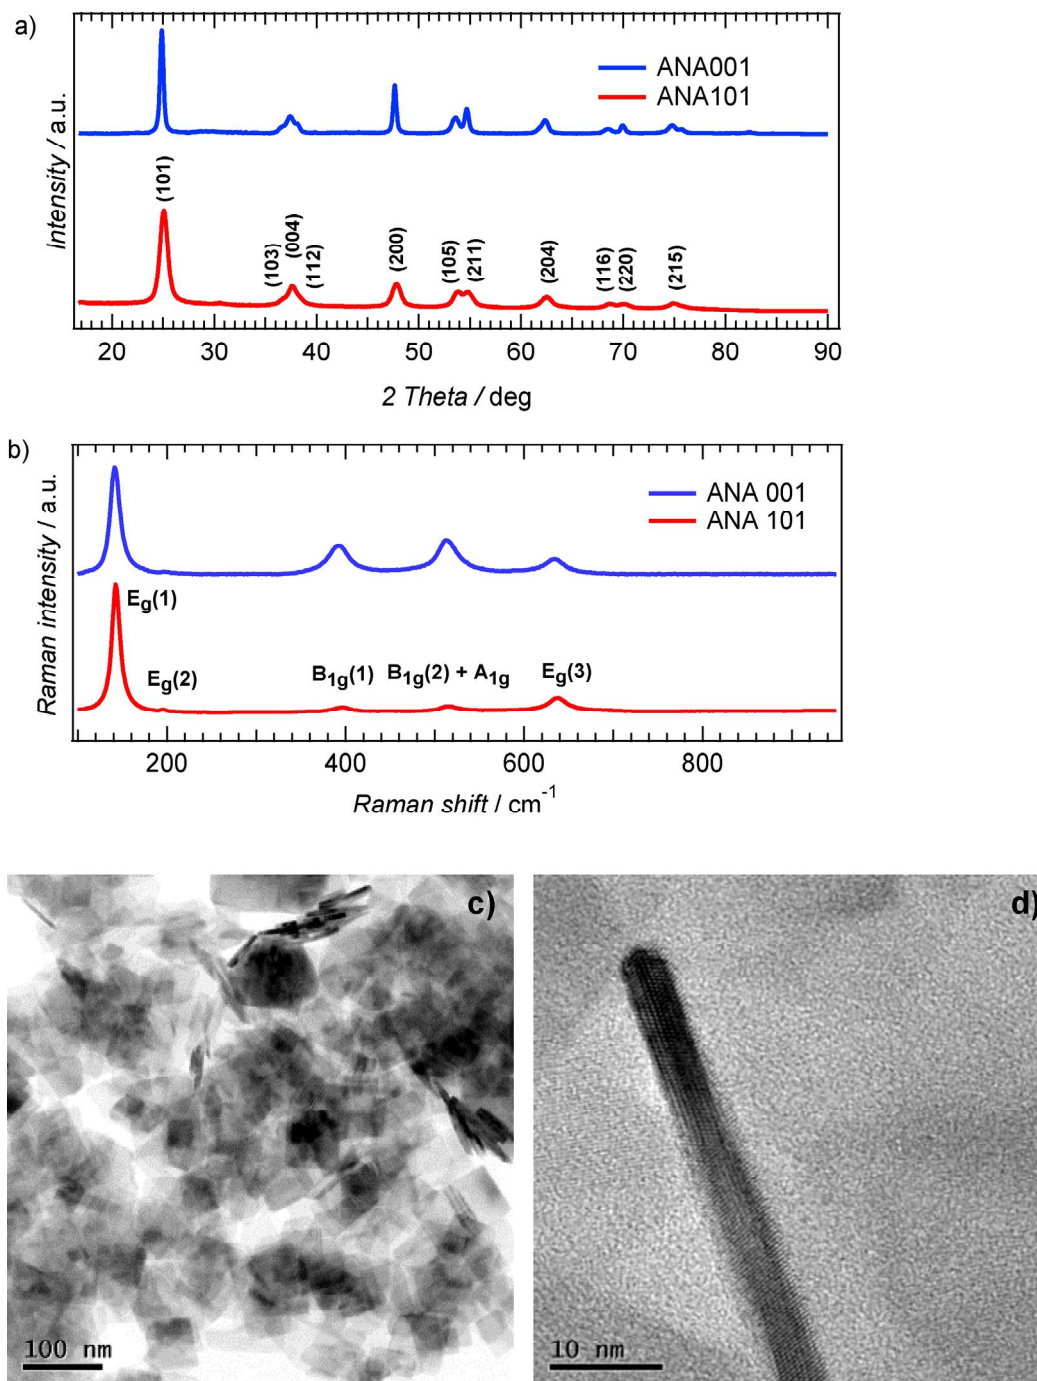 a)
Intensity / a.u.
ANA001
ANA101
(101)
(103)
(004)
(112)
(200)
(105)
(211)
(204)
(116)
(220)
(215)
20 30 40 50 60 70 80 90
2 Theta / deg
b)
Raman intensity / a.u.
ANA 001
ANA 101
Eg(1)
Eg(2)
B1g(1)
B1g(2) + A1g
Eg(3)
200 400 600 800
Raman shift / cm-1
c)
100 nm
d)
10 nm